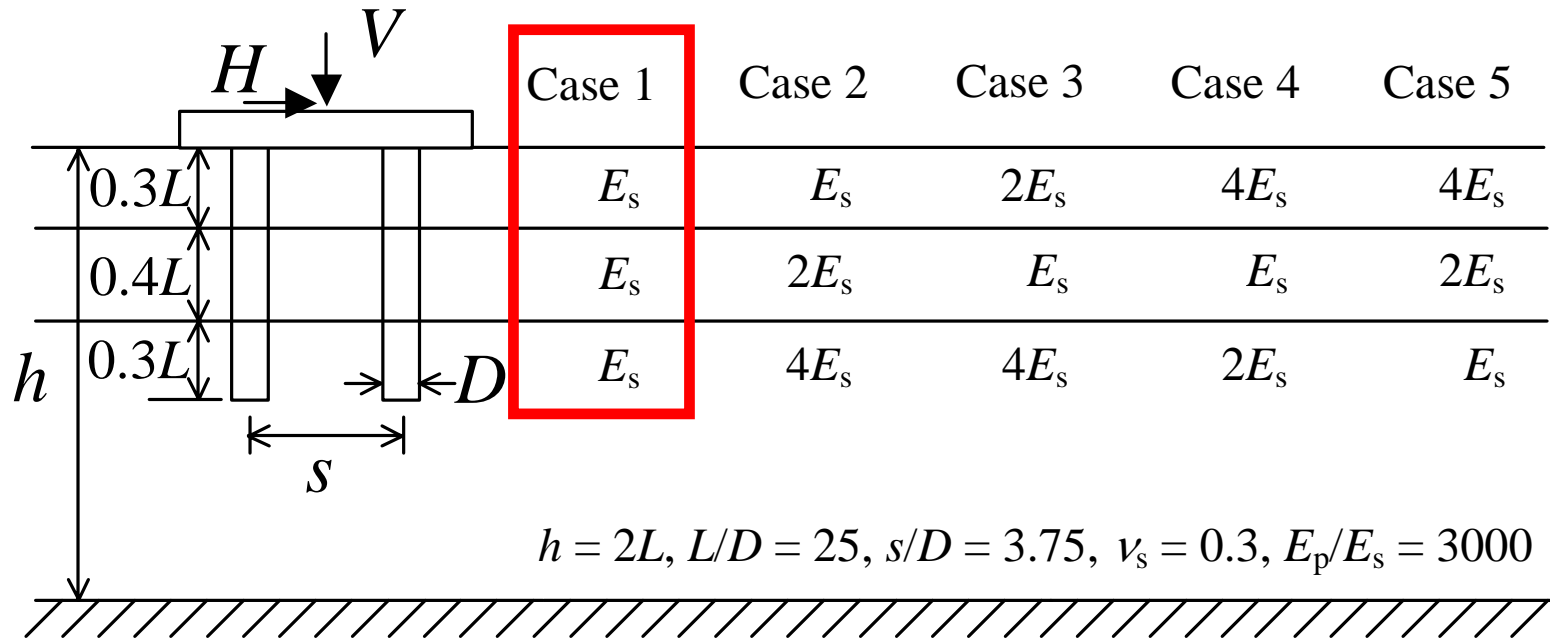 H V
Case 1 Case 2 Case 3 Case 4 Case 5
0.3L Es Es 2Es 4Es 4Es
0.4L Es 2Es Es Es 2Es
0.3L Es 4Es 4Es 2Es Es
h
D
s
h = 2L, L/D = 25, s/D = 3.75, νs = 0.3, Ep/Es = 3000